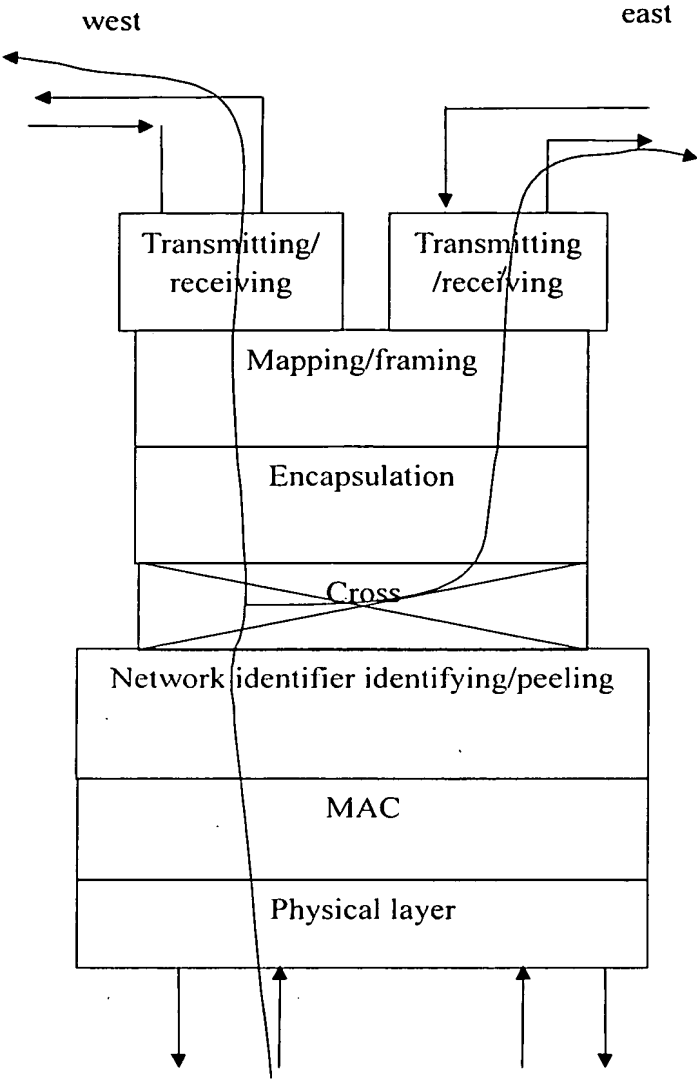 west
east
Transmitting/
receiving
Transmitting
/receiving
Mapping/framing
Encapsulation
Cross
Network identifier identifying/peeling
MAC
Physical layer